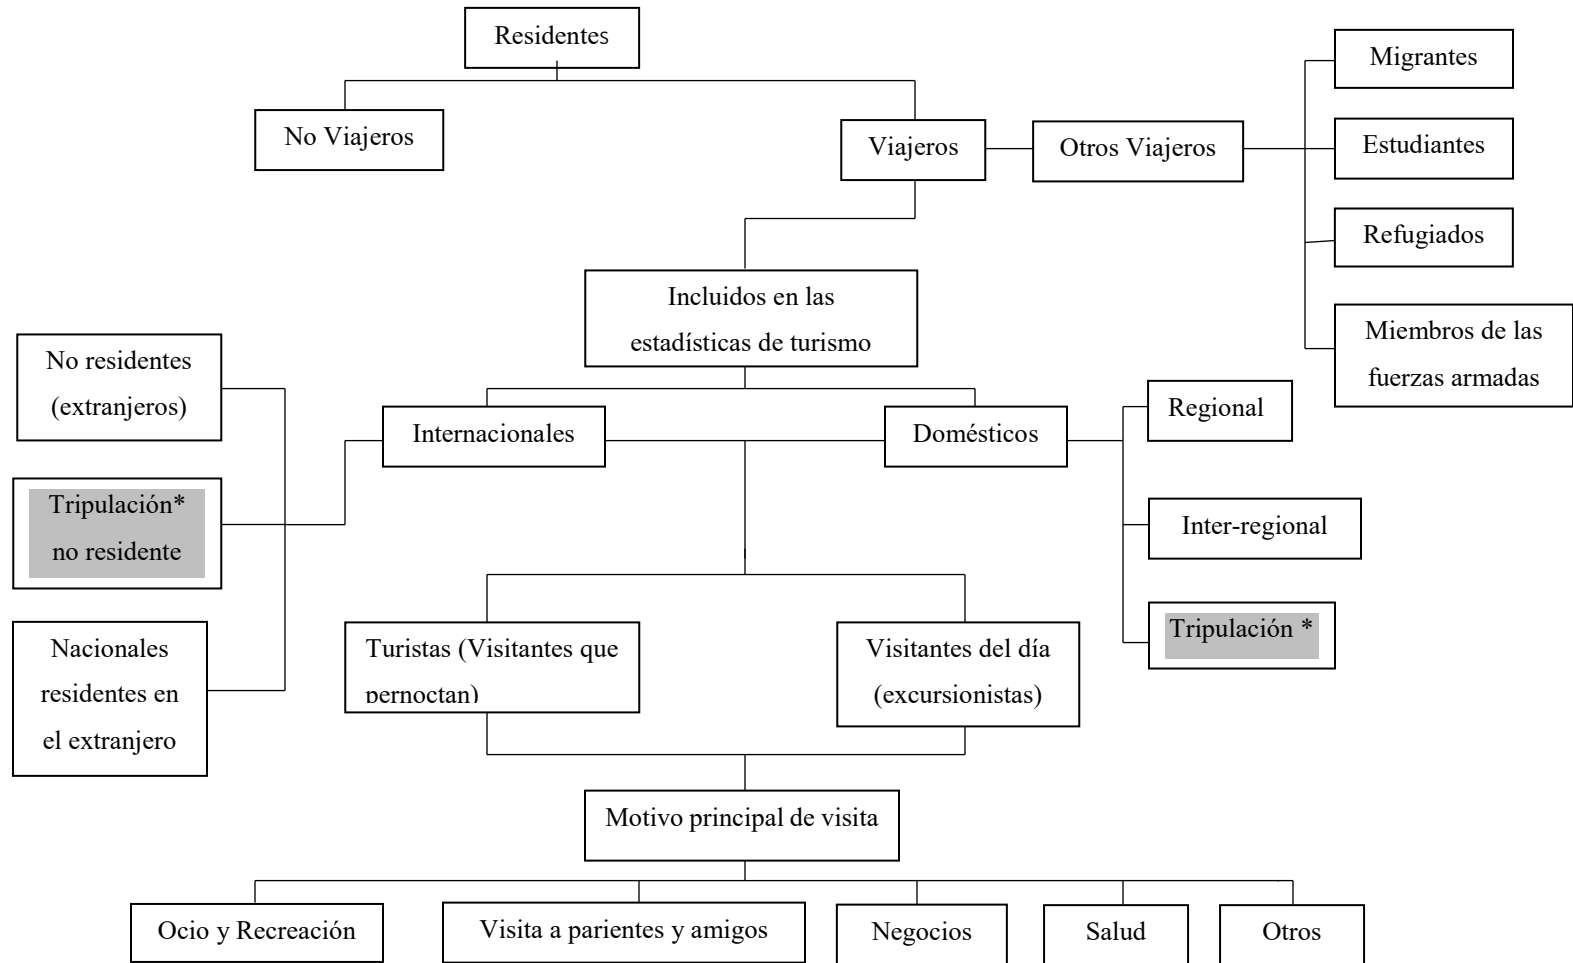 Residentes
Migrantes
No Viajeros
Viajeros
Otros Viajeros
Estudiantes
Refugiados
Incluidos en las
estadísticas de turismo
Miembros de las
fuerzas armadas
No residentes
(extranjeros)
Internacionales
Domésticos
Regional
Tripulación*
no residente
Inter-regional
Tripulación *
Nacionales
residentes en
el extranjero
Turistas (Visitantes que
pernoctan)
Visitantes del día
(excursionistas)
Motivo principal de visita
Ocio y Recreación
Visita a parientes y amigos
Negocios
Salud
Otros